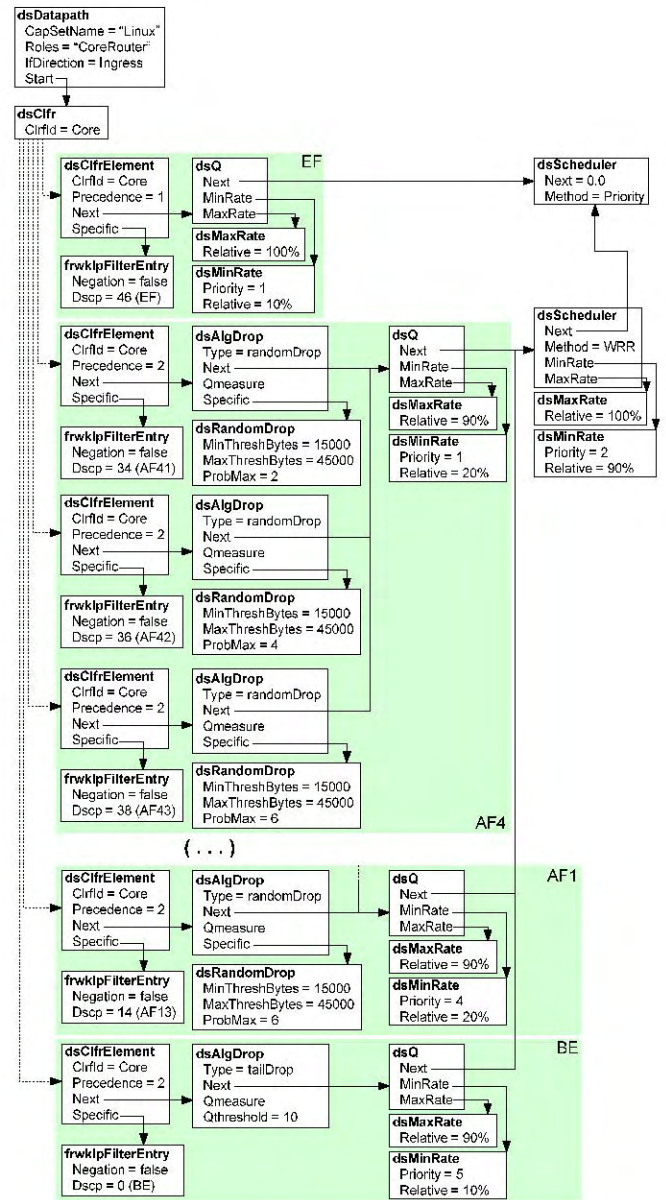 dsDatapath
CapSetName = "Linux"
Roles = "CoreRouter"
IfDirection = Ingress
Start
dsClfr
ClrfId = Core
EF
dsClfrElement
ClrfId = Core
Precedence = 1
Next
Specific
frwkIpFilterEntry
Negation = false
Dscp = 46 (EF)
dsQ
Next
MinRate
MaxRate
dsMaxRate
Relative = 100%
dsMinRate
Priority = 1
Relative = 10%
dsScheduler
Next = 0.0
Method = Priority
dsClfrElement
ClrfId = Core
Precedence = 2
Next
Specific
frwkIpFilterEntry
Negation = false
Dscp = 34 (AF41)
dsAlgDrop
Type = randomDrop
Next
Qmeasure
Specific
dsRandomDrop
MinThreshBytes = 15000
MaxThreshBytes = 45000
ProbMax = 2
dsQ
Next
MinRate
MaxRate
dsMaxRate
Relative = 90%
dsMinRate
Priority = 1
Relative = 20%
dsScheduler
Next
Method = WRR
MinRate
MaxRate
dsMaxRate
Relative = 100%
dsMinRate
Priority = 2
Relative = 90%
dsClfrElement
ClrfId = Core
Precedence = 2
Next
Specific
frwkIpFilterEntry
Negation = false
Dscp = 36 (AF42)
dsAlgDrop
Type = randomDrop
Next
Qmeasure
Specific
dsRandomDrop
MinThreshBytes = 15000
MaxThreshBytes = 45000
ProbMax = 4
dsClfrElement
ClrfId = Core
Precedence = 2
Next
Specific
frwkIpFilterEntry
Negation = false
Dscp = 38 (AF43)
dsAlgDrop
Type = randomDrop
Next
Qmeasure
Specific
dsRandomDrop
MinThreshBytes = 15000
MaxThreshBytes = 45000
ProbMax = 6
AF4
(...)
AF1
dsClfrElement
ClrfId = Core
Precedence = 2
Next
Specific
frwkIpFilterEntry
Negation = false
Dscp = 14 (AF13)
dsAlgDrop
Type = randomDrop
Next
Qmeasure
Specific
dsRandomDrop
MinThreshBytes = 15000
MaxThreshBytes = 45000
ProbMax = 6
dsQ
Next
MinRate
MaxRate
dsMaxRate
Relative = 90%
dsMinRate
Priority = 4
Relative = 20%
BE
dsClfrElement
ClrfId = Core
Precedence = 2
Next
Specific
frwkIpFilterEntry
Negation = false
Dscp = 0 (BE)
dsAlgDrop
Type = tailDrop
Next
Qmeasure
Qthreshold = 10
dsQ
Next
MinRate
MaxRate
dsMaxRate
Relative = 90%
dsMinRate
Priority = 5
Relative = 10%